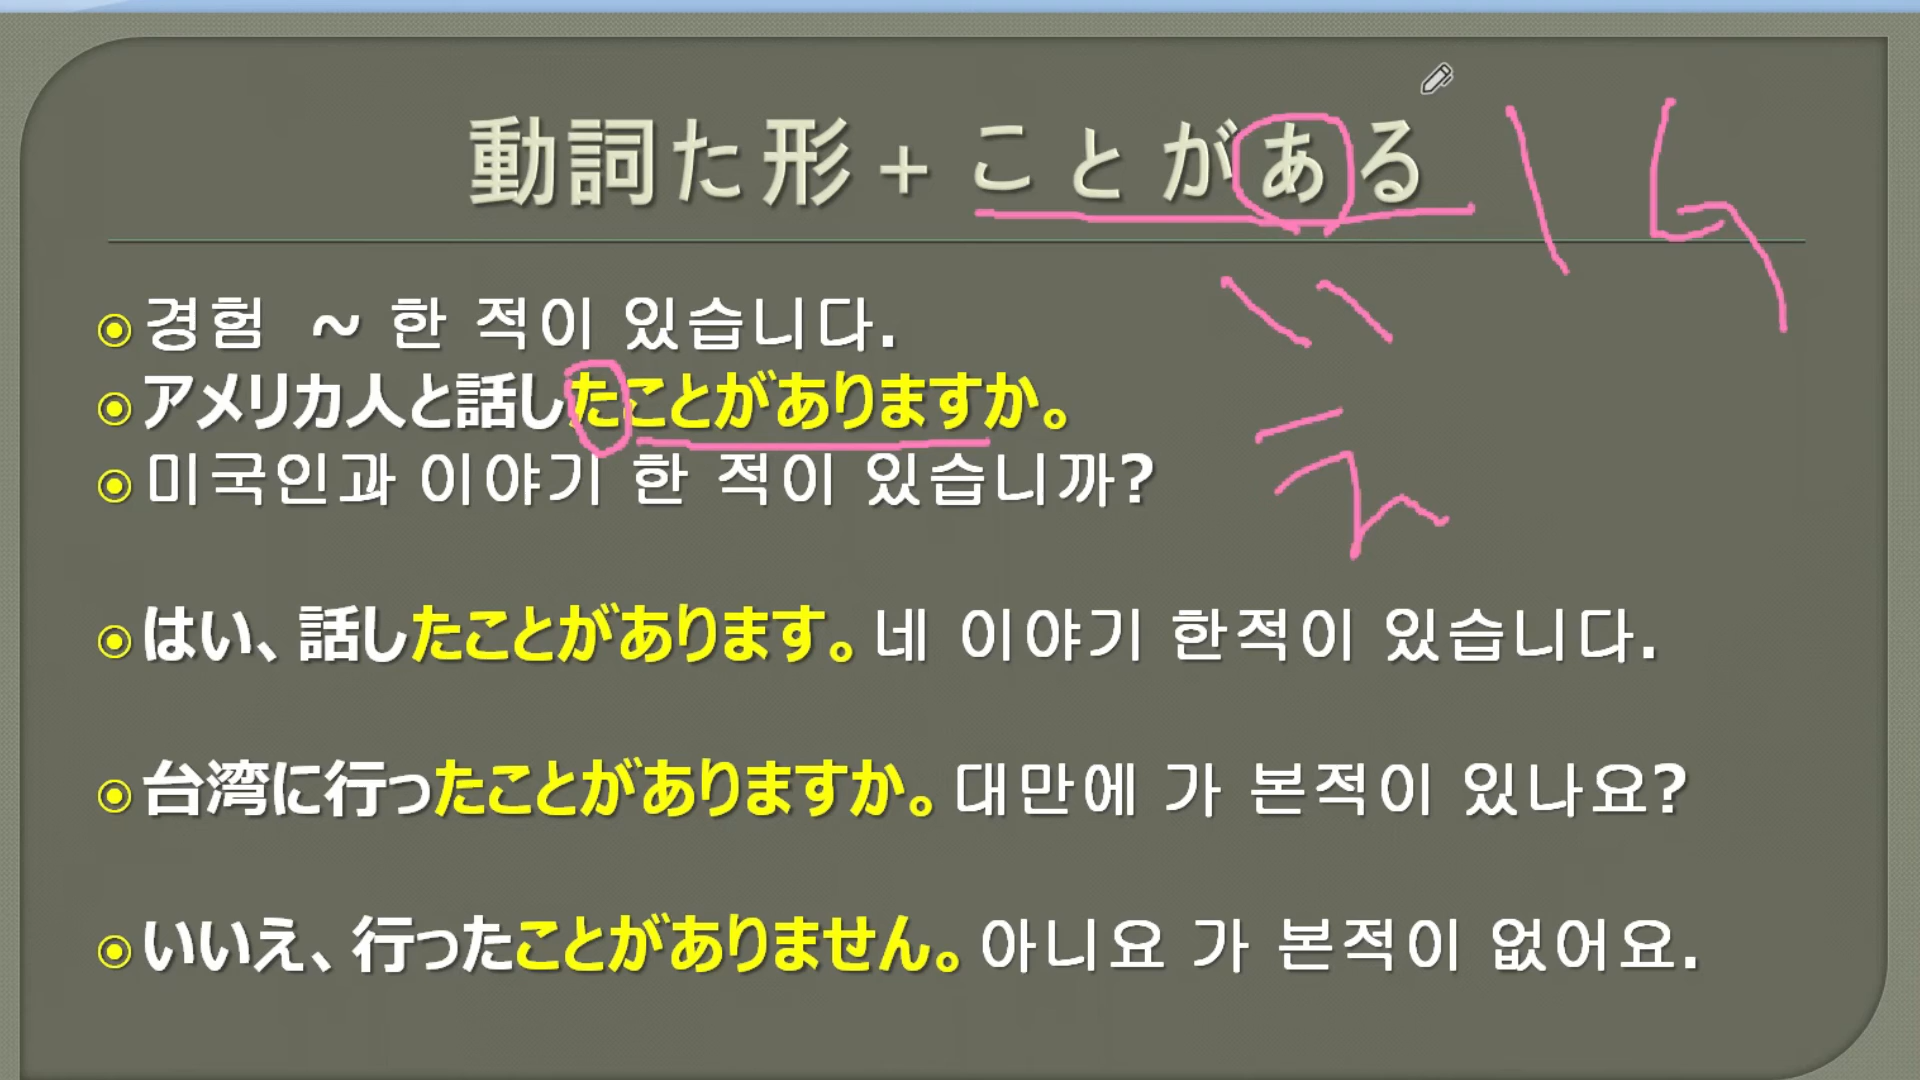 動詞た形＋ことがある
경험 ~ 한 적이 있습니다.
アメリカ人と話したことがありますか。
미국인과 이야기 한 적이 있습니까?
はい、話したことがあります。네 이야기 한적이 있습니다.
台湾に行ったことがありますか。대만에 가 본적이 있나요?
いいえ、行ったことがありません。아니요 가 본적이 없어요.